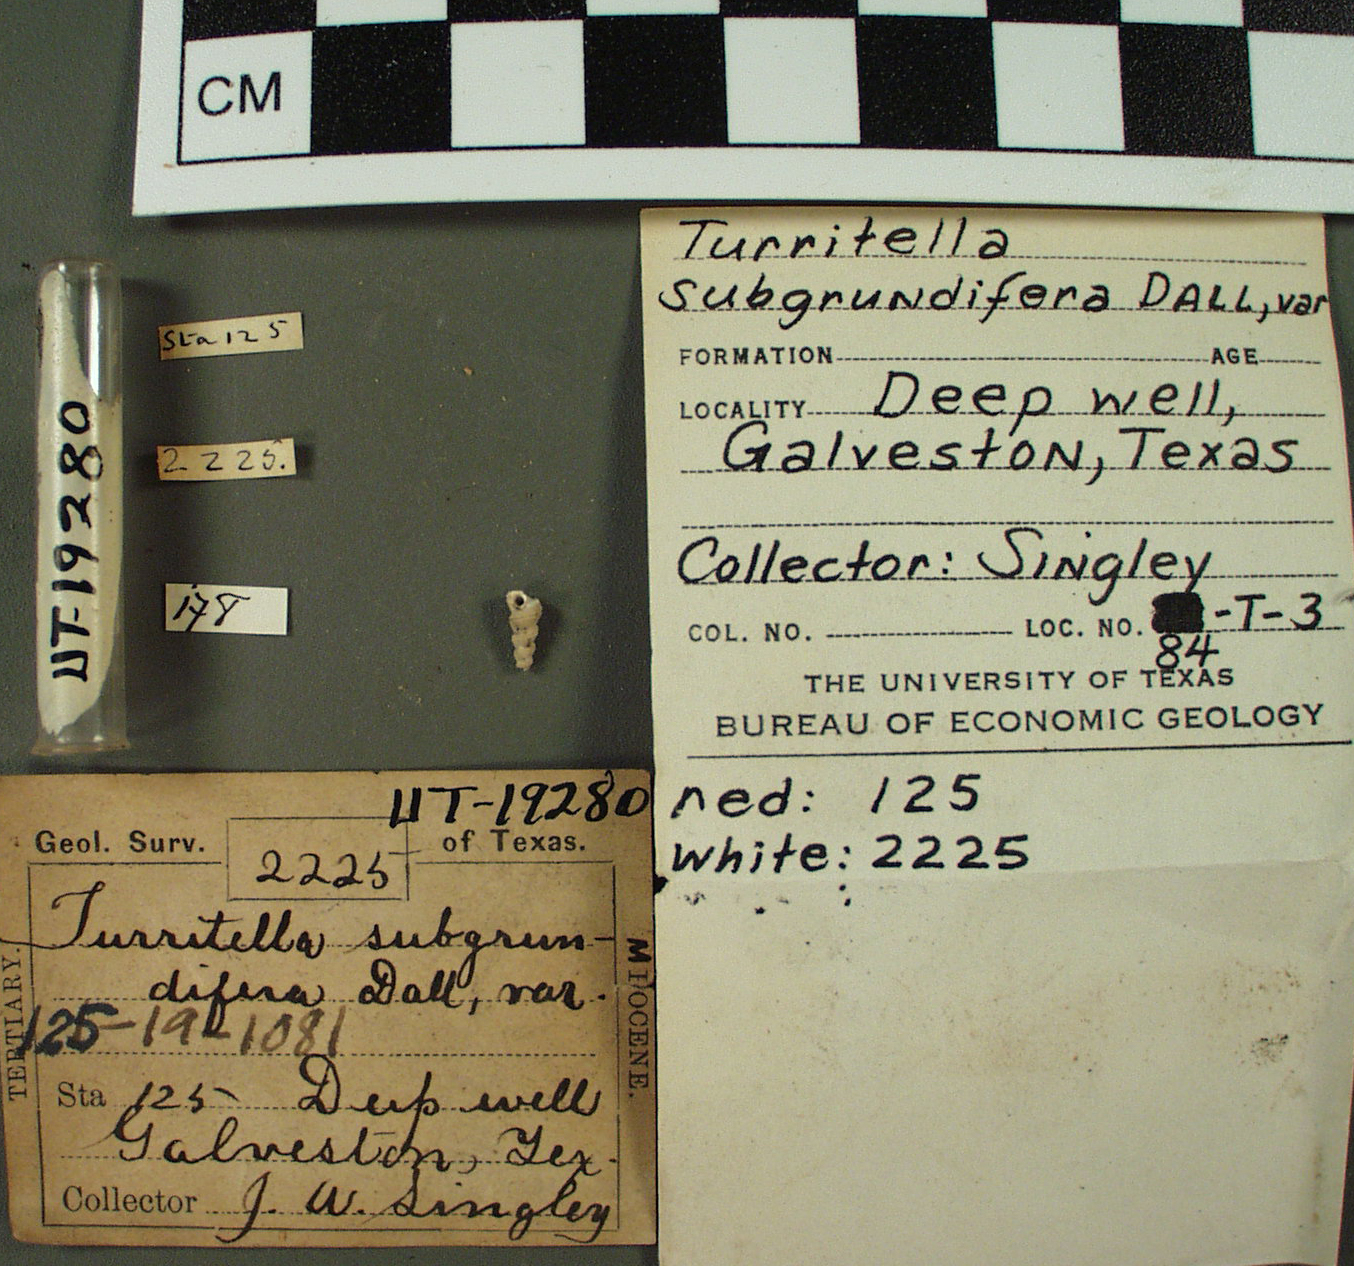 CM
UT-19280
Sta 125
2225.
178
Turritella
subgrundifera DALL, var
FORMATION AGE
LOCALITY Deep well,
Galveston, Texas
Collector: Singley
COL. NO. LOC. NO. -T-3
84
THE UNIVERSITY OF TEXAS
BUREAU OF ECONOMIC GEOLOGY
red: 125
white: 2225
UT-19280
Geol. Surv. 2225 of Texas.
Turritella subgrun-
difera Dall, var.
125-19-1081
Sta 125 Deep well
Galveston, Tex.
Collector J. W. Singley
TERTIARY.
MIOCENE.